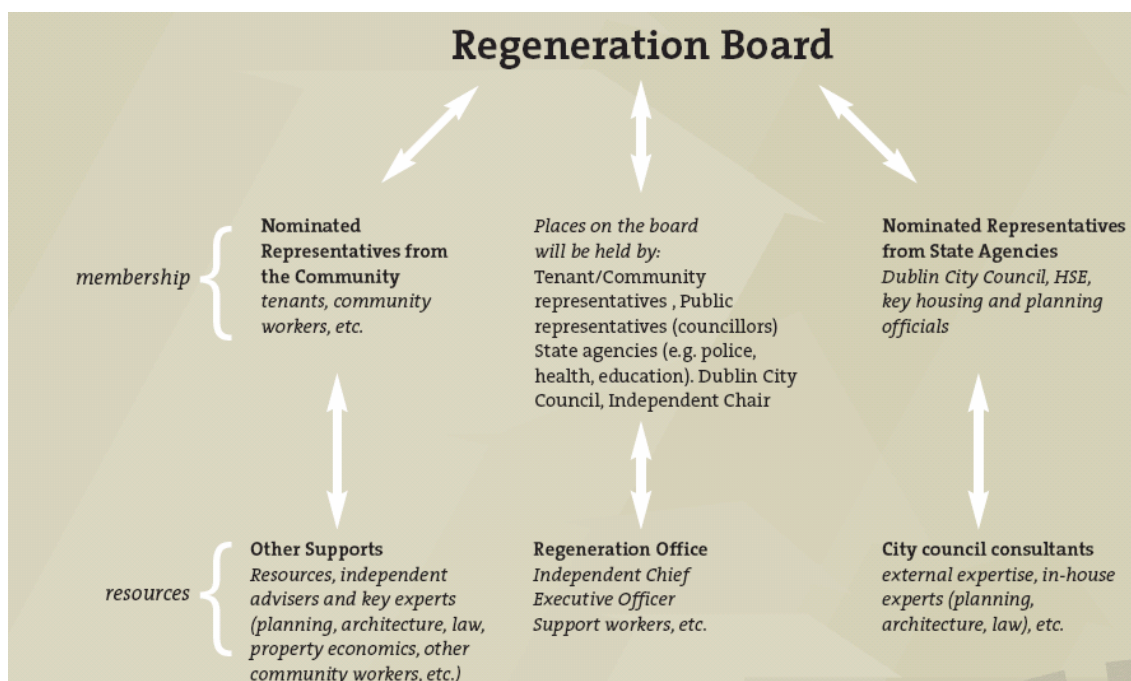 Regeneration Board
membership
Nominated
Representatives from
the Community
tenants, community
workers, etc.
Places on the board
will be held by:
Tenant/Community
representatives , Public
representatives (councillors)
State agencies (e.g. police,
health, education). Dublin City
Council, Independent Chair
Nominated Representatives
from State Agencies
Dublin City Council, HSE,
key housing and planning
officials
resources
Other Supports
Resources, independent
advisers and key experts
(planning, architecture, law,
property economics, other
community workers, etc.)
Regeneration Office
Independent Chief
Executive Officer
Support workers, etc.
City council consultants
external expertise, in-house
experts (planning,
architecture, law), etc.